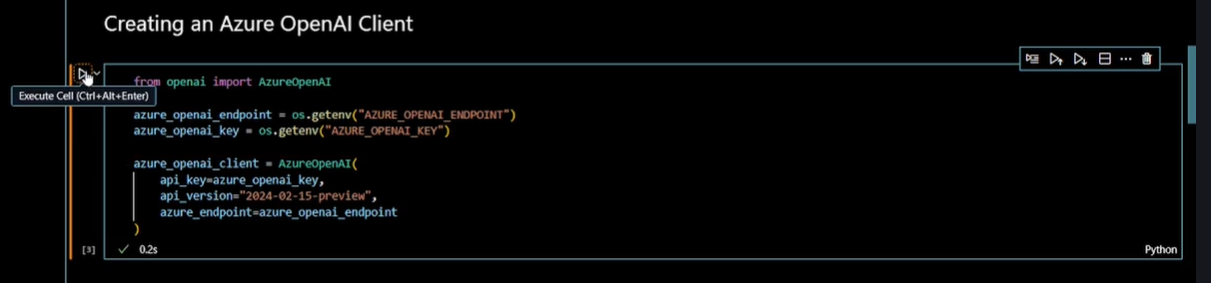 Creating an Azure OpenAI Client
Execute Cell (Ctrl+Alt+Enter)
from openai import AzureOpenAI
azure_openai_endpoint = os.getenv("AZURE_OPENAI_ENDPOINT")
azure_openai_key = os.getenv("AZURE_OPENAI_KEY")
azure_openai_client = AzureOpenAI(
api_key=azure_openai_key,
api_version="2024-02-15-preview",
azure_endpoint=azure_openai_endpoint
)
[3] 0.2s Python